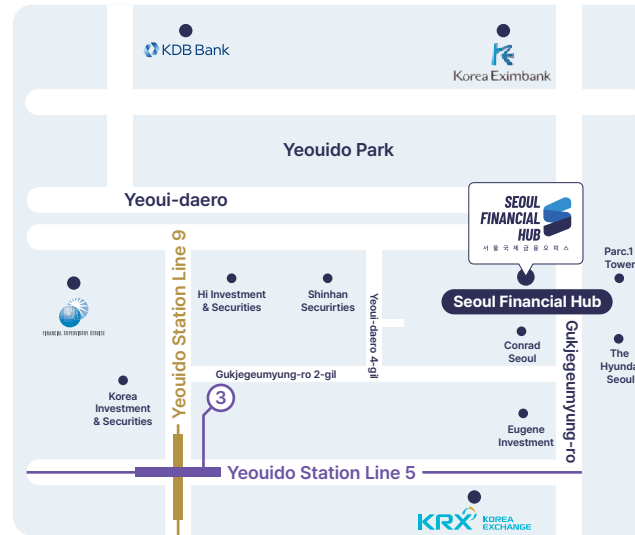 KDB Bank
Korea Eximbank
Yeouido Park
Yeoui-daero
SEOUL
FINANCIAL
HUB
서울국제금융오피스
Seoul Financial Hub
Parc.1
Tower
Yeouido Station Line 9
Hi Investment
& Securities
Shinhan
Securirties
Yeoui-daero 4-gil
FINANCIAL SUPERVISORY SERVICE
Conrad
Seoul
Gukjegeumyung-ro
The
Hyunda
Seoul
Gukjegeumyung-ro 2-gil
Korea
Investment
& Securities
3
Eugene
Investment
Yeouido Station Line 5
KRX KOREA
EXCHANGE